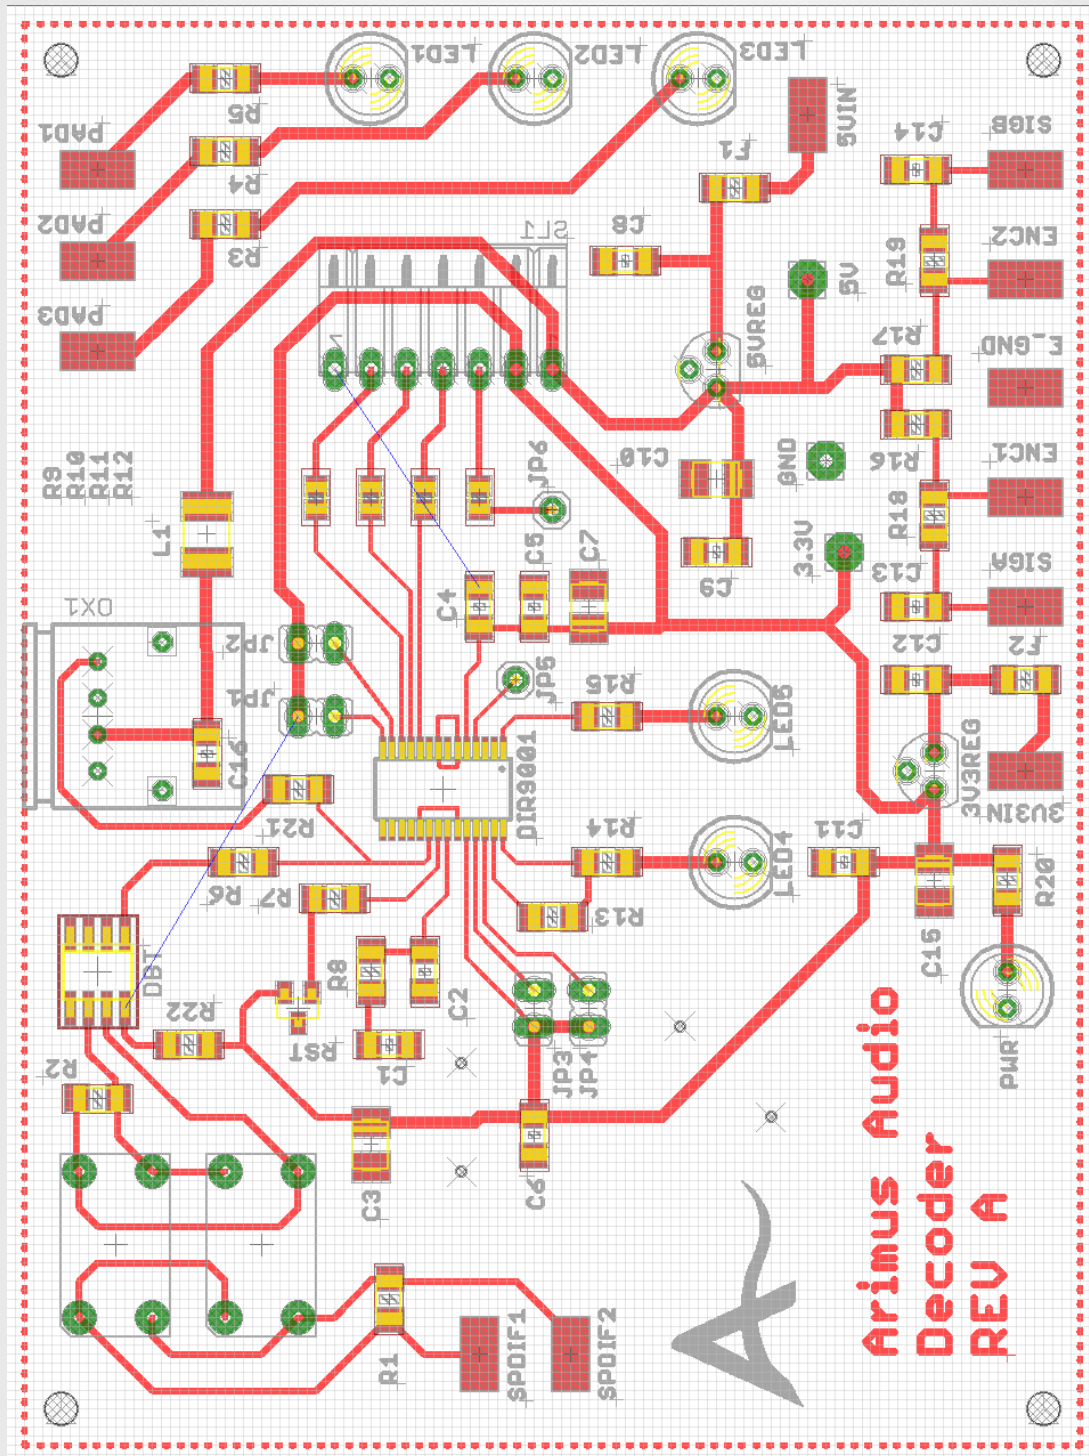 LED1
LED2
LED3
R5
PAD1
R4
PAD2
R3
PAD3
5VIN
F1
C14
SIGB
SL1
C8
R19
ENC2
5V
5VREG
R17
E_GND
R9
R10
R11
R12
JP6
C10
GND
R16
ENC1
R18
L1
C4
C5
C7
C9
3.3V
C13
SIGA
OX1
JP2
JP1
JP5
R15
LED5
C12
F2
C16
DIR9001
3V3REG
3V3IN
R21
R6
R7
R14
LED4
C11
R13
R20
C15
DBT
R8
C2
R22
RST
C1
JP3
JP4
PWR
R2
C3
C6
R1
SPDIF1
SPDIF2
Arimus Audio
Decoder
REV A